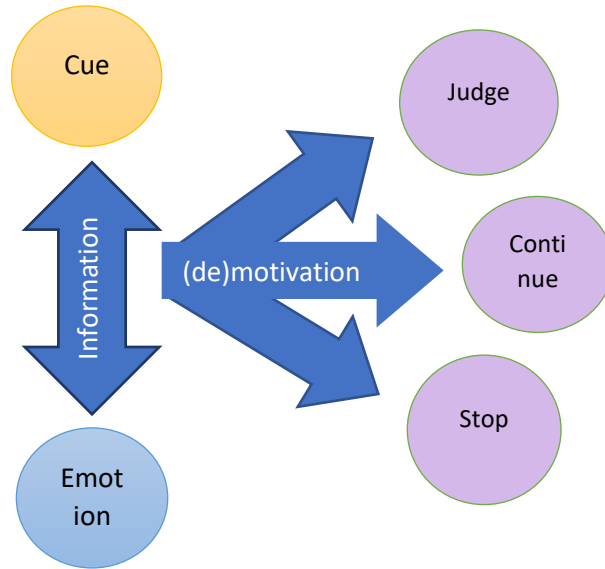 Cue
Judge
Information
(de)motivation
Conti
nue
Emot
ion
Stop